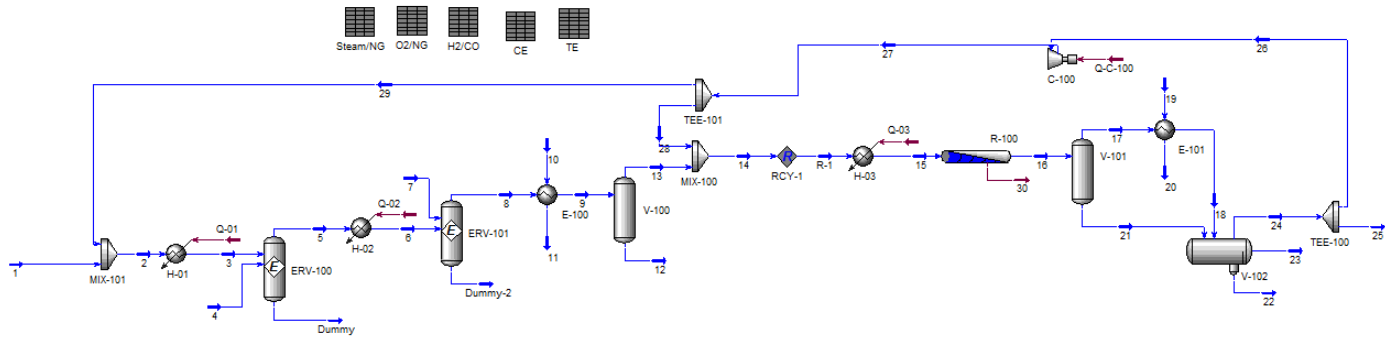 Steam/NG
O2/NG
H2/CO
CE
TE
26
27
C-100
Q-C-100
29
TEE-101
19
28
Q-03
R-100
17
E-101
10
13
MIX-100
14
RCY-1
R-1
H-03
15
16
V-101
20
7
8
E-100
9
V-100
30
Q-02
ERV-101
11
12
21
18
24
TEE-100
25
Q-01
5
H-02
6
23
V-102
22
1
MIX-101
2
H-01
3
E
ERV-100
4
Dummy
Dummy-2
E
R